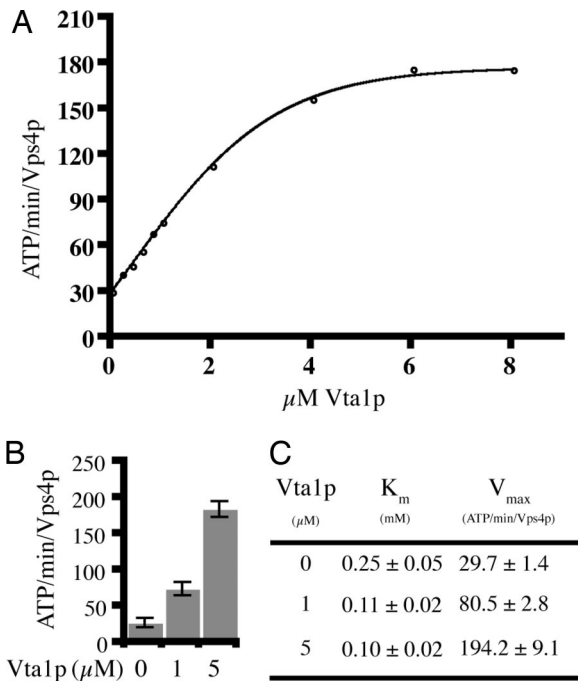 A
ATP/min/Vps4p
210
180
150
120
90
60
30
0
0 2 4 6 8
µM Vta1p
B
ATP/min/Vps4p
250
200
150
100
50
0
Vta1p (µM) 0 1 5
C
Vta1p Km Vmax
(µM) (mM) (ATP/min/Vps4p)
0 0.25 ± 0.05 29.7 ± 1.4
1 0.11 ± 0.02 80.5 ± 2.8
5 0.10 ± 0.02 194.2 ± 9.1